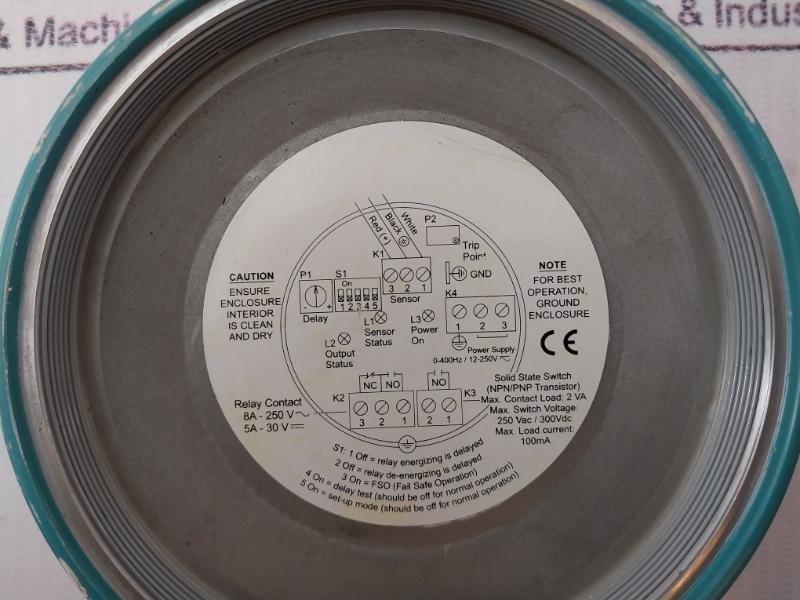 & Machi
& Indus
White
Black
Red (+)
P2
Trip
Point
K1
3 2 1
Sensor
GND
P1
+
Delay
S1
On
1 2 3 4 5
L1
Sensor
Status
L2
Output
Status
L3
Power
On
K4
1 2 3
Power Supply
0-400Hz / 12-250V
CAUTION
ENSURE
ENCLOSURE
INTERIOR
IS CLEAN
AND DRY
NOTE
FOR BEST
OPERATION,
GROUND
ENCLOSURE
CE
Relay Contact
8A - 250 V
5A - 30 V
NC NO
K2
3 2 1
NO
K3
2 1
Solid State Switch
(NPN/PNP Transistor)
Max. Contact Load: 2 VA
Max. Switch Voltage:
250 Vac / 300Vdc
Max. Load current:
100mA
S1: 1 Off = relay energizing is delayed
2 Off = relay de-energizing is delayed
3 On = FSO (Fail Safe Operation)
4 On = delay test (should be off for normal operation)
5 On = set-up mode (should be off for normal operation)